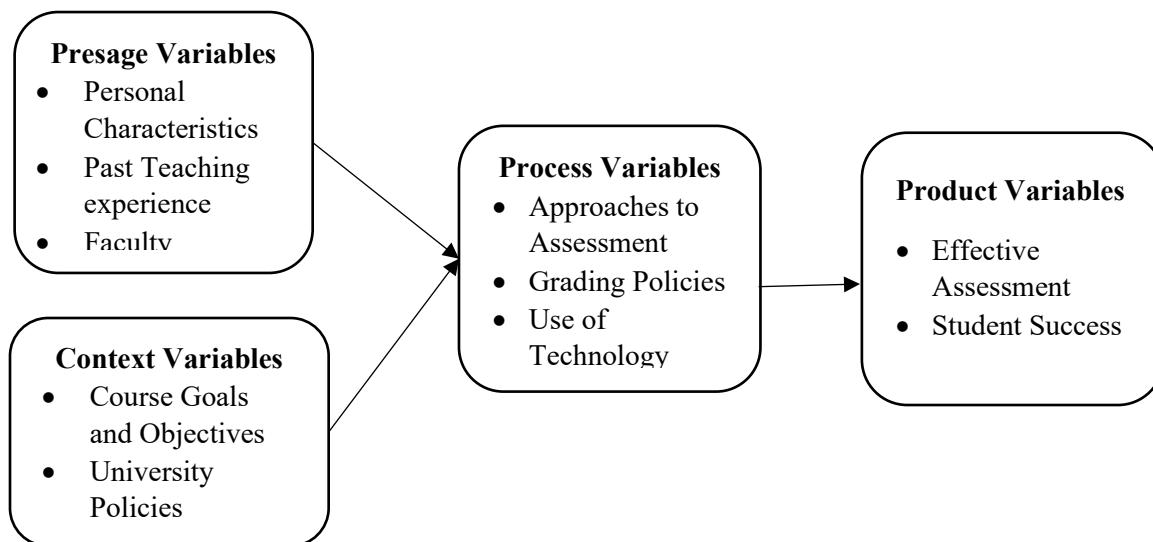 Presage Variables
• Personal
Characteristics
• Past Teaching
experience
• Faculty
Context Variables
• Course Goals
and Objectives
• University
Policies
Process Variables
• Approaches to
Assessment
• Grading Policies
• Use of
Technology
Product Variables
• Effective
Assessment
• Student Success